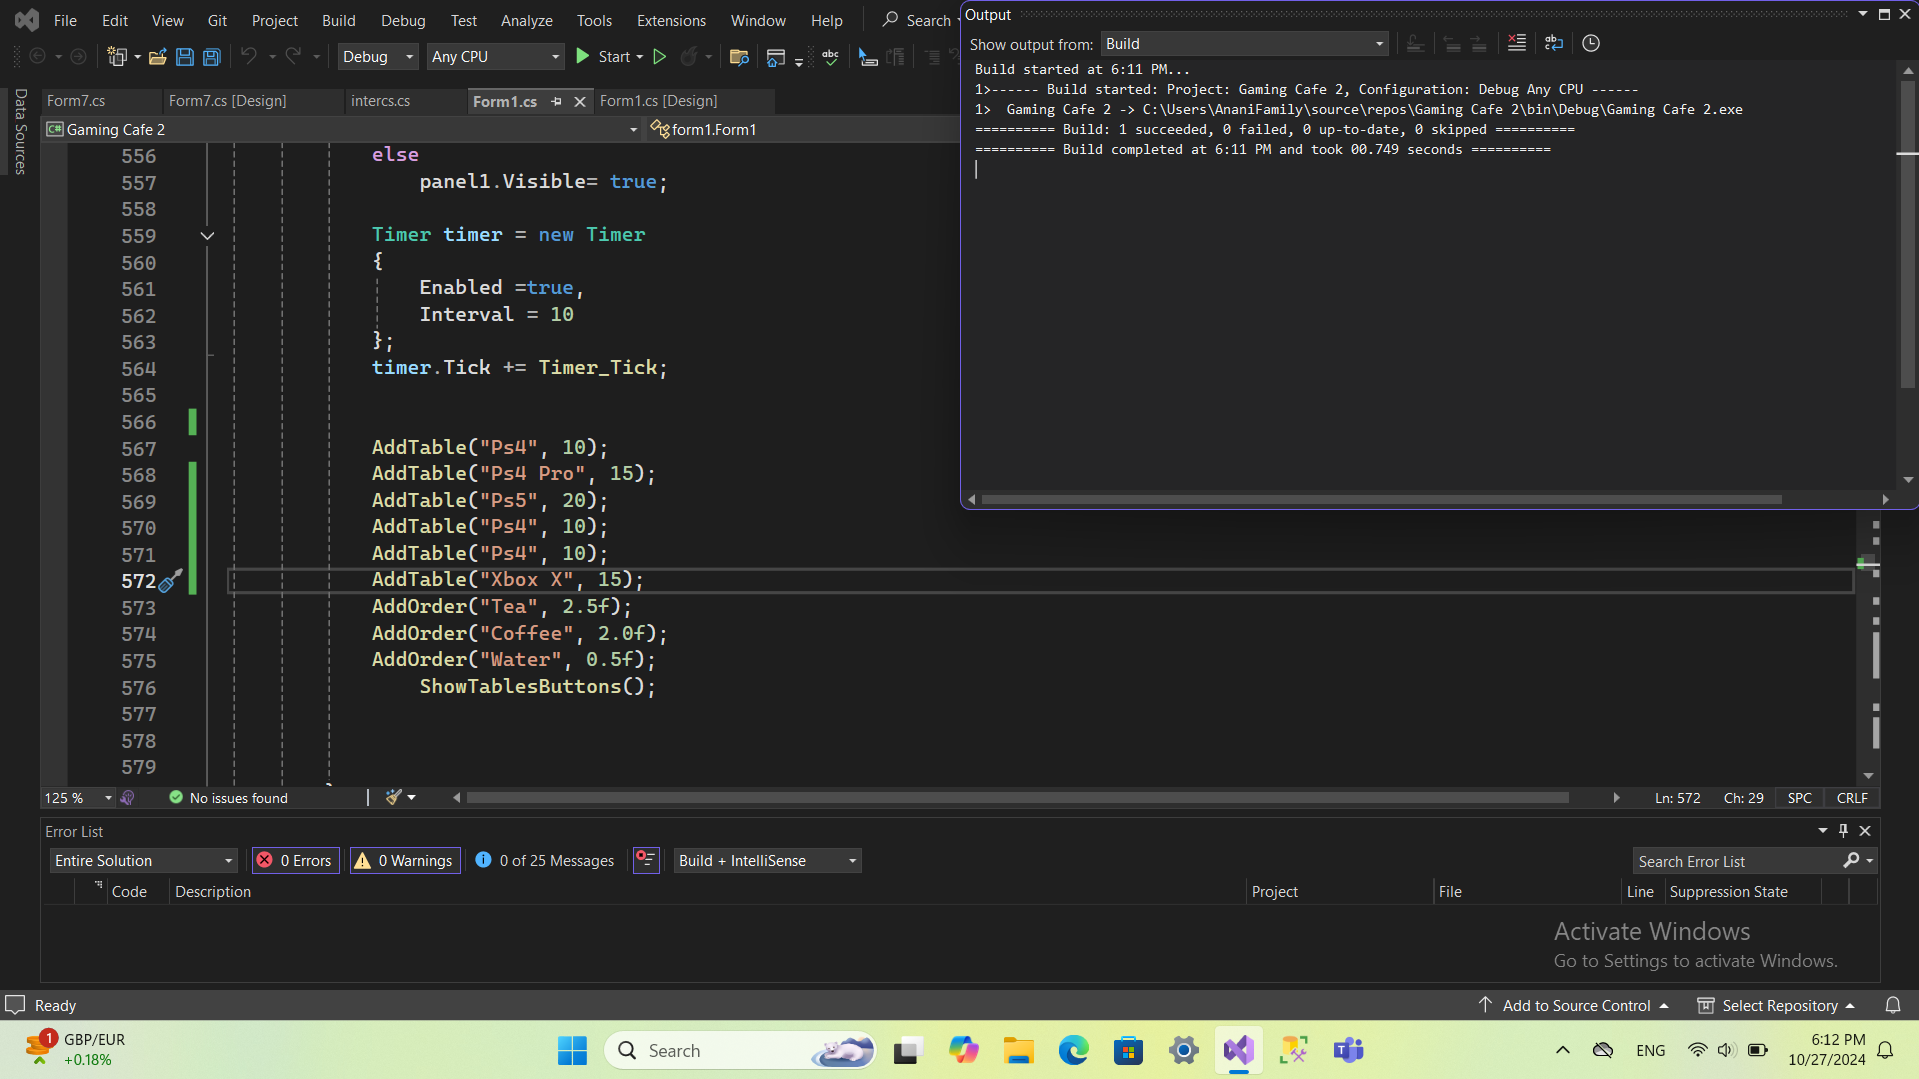 File Edit View Git Project Build Debug Test Analyze Tools Extensions Window Help Search
Debug Any CPU Start
Data Sources
Form7.cs Form7.cs [Design] intercs.cs Form1.cs Form1.cs [Design]
Gaming Cafe 2 form1.Form1
556 else
557 panel1.Visible= true;
558
559 Timer timer = new Timer
560 {
561 Enabled =true,
562 Interval = 10
563 };
564 timer.Tick += Timer_Tick;
565
566
567 AddTable("Ps4", 10);
568 AddTable("Ps4 Pro", 15);
569 AddTable("Ps5", 20);
570 AddTable("Ps4", 10);
571 AddTable("Ps4", 10);
572 AddTable("Xbox X", 15);
573 AddOrder("Tea", 2.5f);
574 AddOrder("Coffee", 2.0f);
575 AddOrder("Water", 0.5f);
576 ShowTablesButtons();
577
578
579
125 % No issues found Ln: 572 Ch: 29 SPC CRLF
Output
Show output from: Build
Build started at 6:11 PM...
1>------ Build started: Project: Gaming Cafe 2, Configuration: Debug Any CPU ------
1>  Gaming Cafe 2 -> C:\Users\AnaniFamily\source\repos\Gaming Cafe 2\bin\Debug\Gaming Cafe 2.exe
========== Build: 1 succeeded, 0 failed, 0 up-to-date, 0 skipped ==========
========== Build completed at 6:11 PM and took 00.749 seconds ==========
Error List
Entire Solution 0 Errors 0 Warnings 0 of 25 Messages Build + IntelliSense Search Error List
Code Description Project File Line Suppression State
Activate Windows
Go to Settings to activate Windows.
Ready Add to Source Control Select Repository
1 GBP/EUR
+0.18%
Search
ENG
6:12 PM
10/27/2024